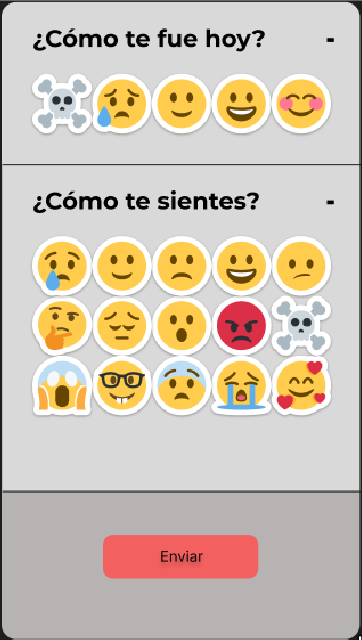 ¿Cómo te fue hoy? -
¿Cómo te sientes? -
Enviar